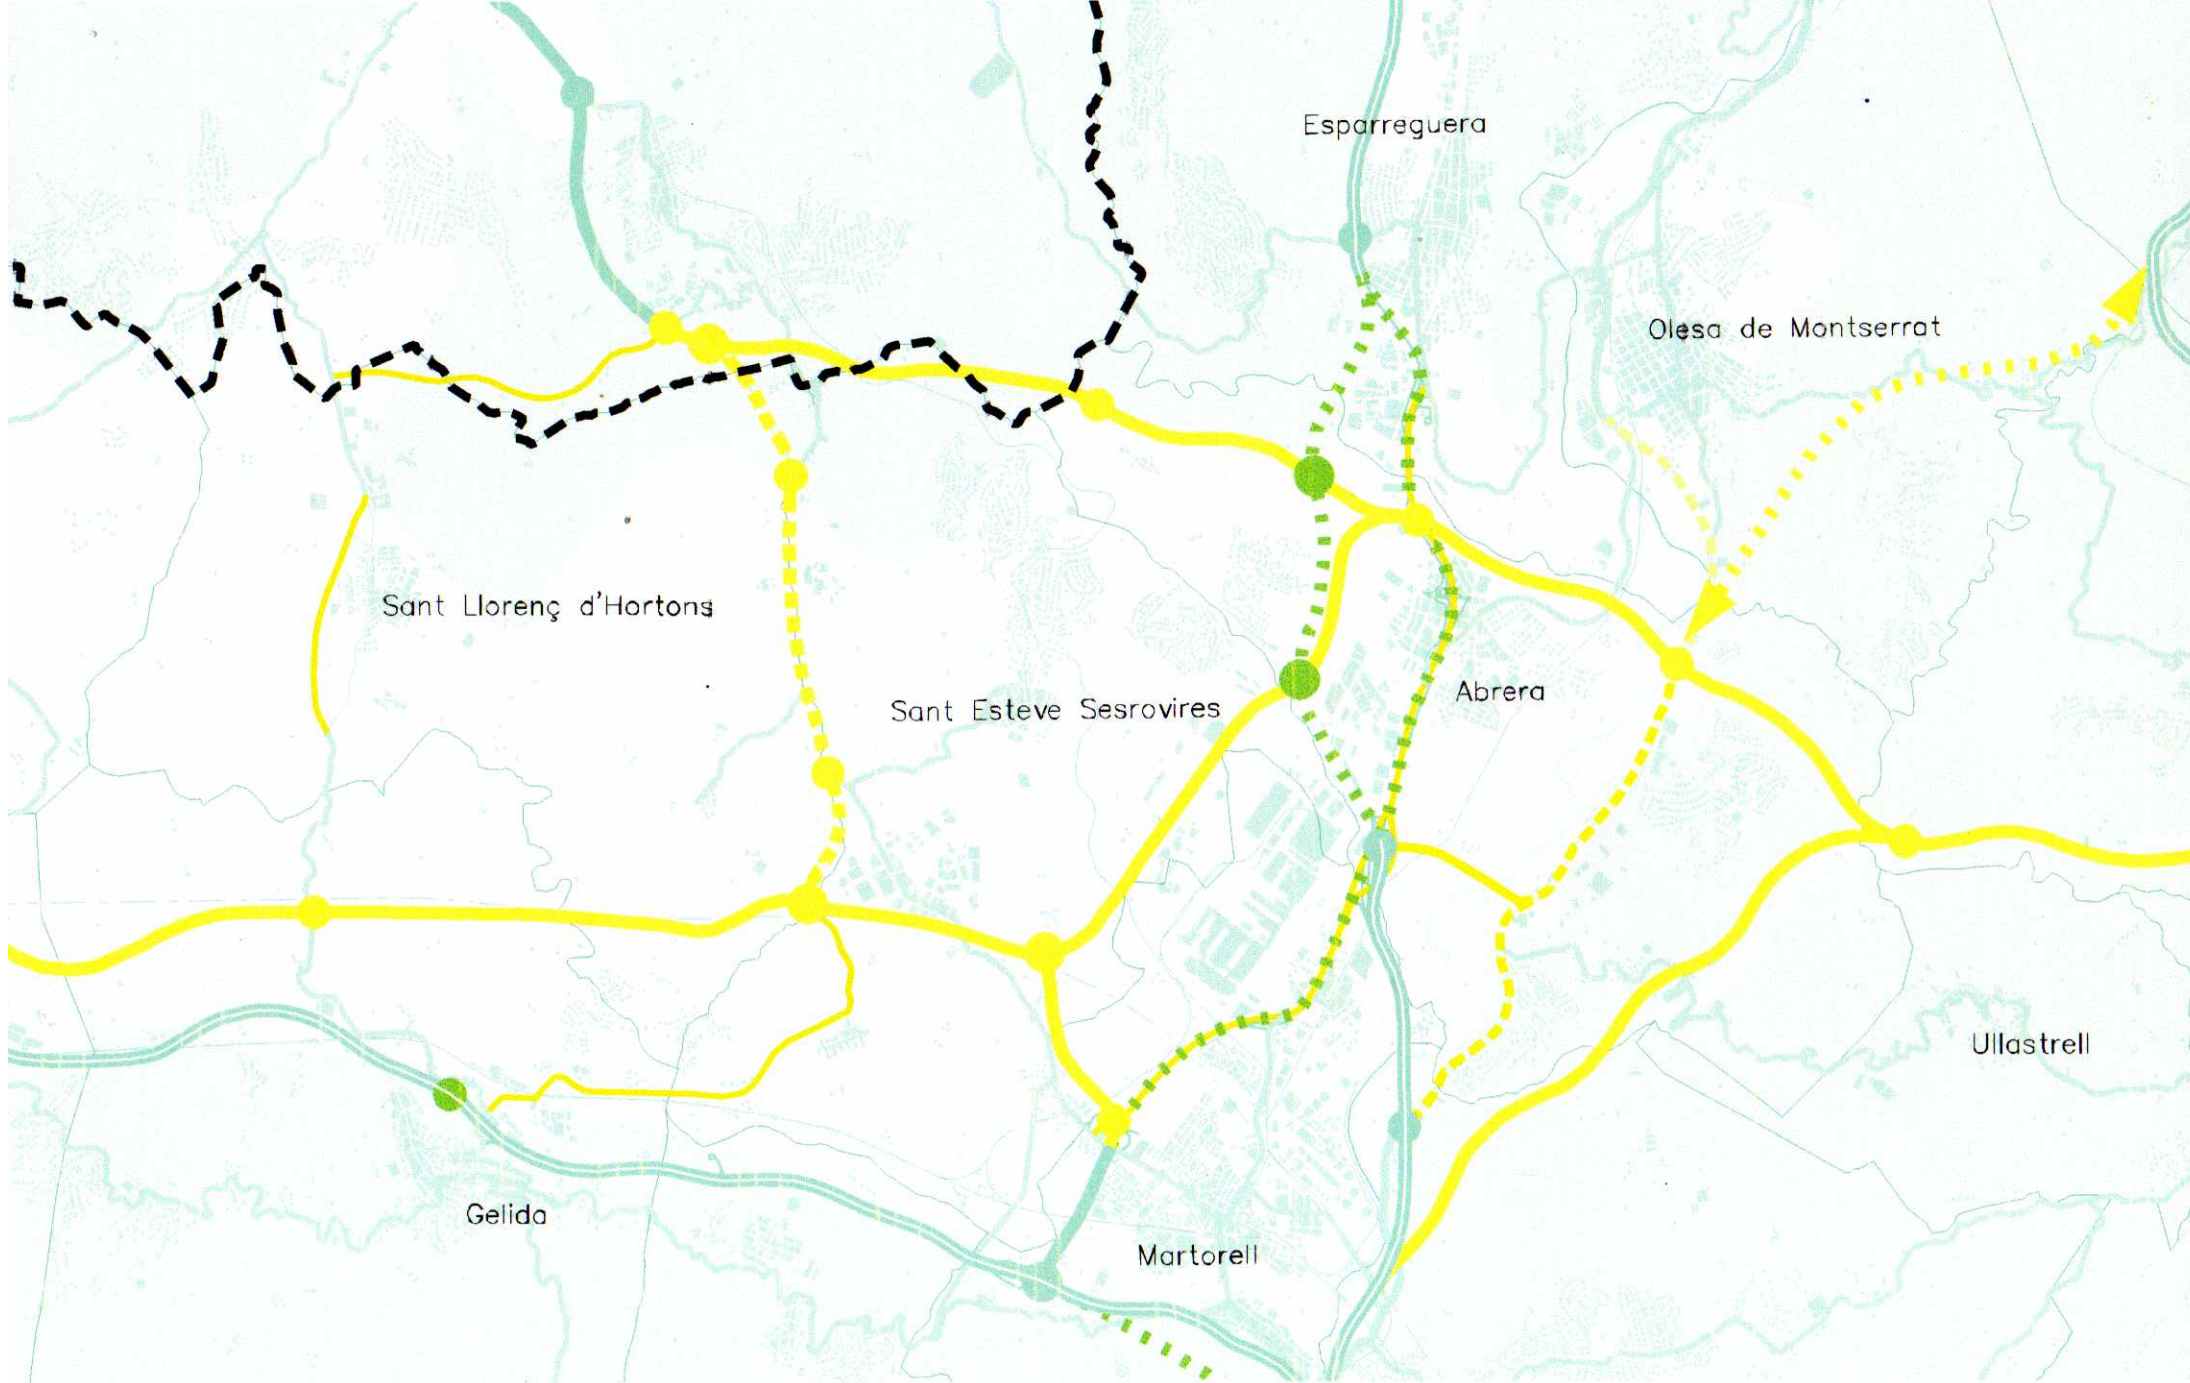 Esparreguera
Olesa de Montserrat
Sant Llorenç d'Hortons
Abrera
Sant Esteve Sesrovires
Ullastrell
Gelida
Martorell